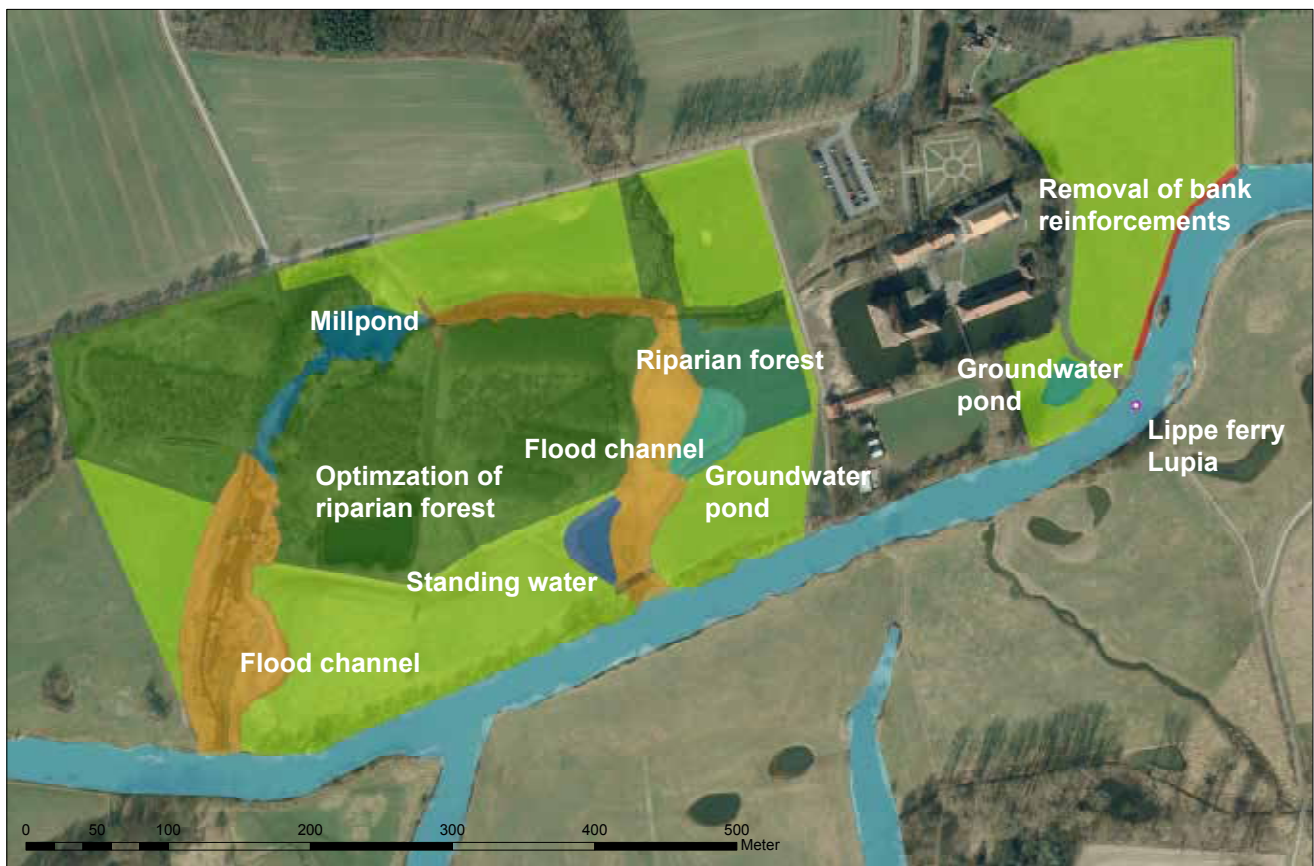 Removal of bank
reinforcements
Millpond
Riparian forest
Groundwater
pond
Lippe ferry
Lupia
Flood channel
Optimzation of
riparian forest
Groundwater
pond
Standing water
Flood channel
0 50 100 200 300 400 500
Meter